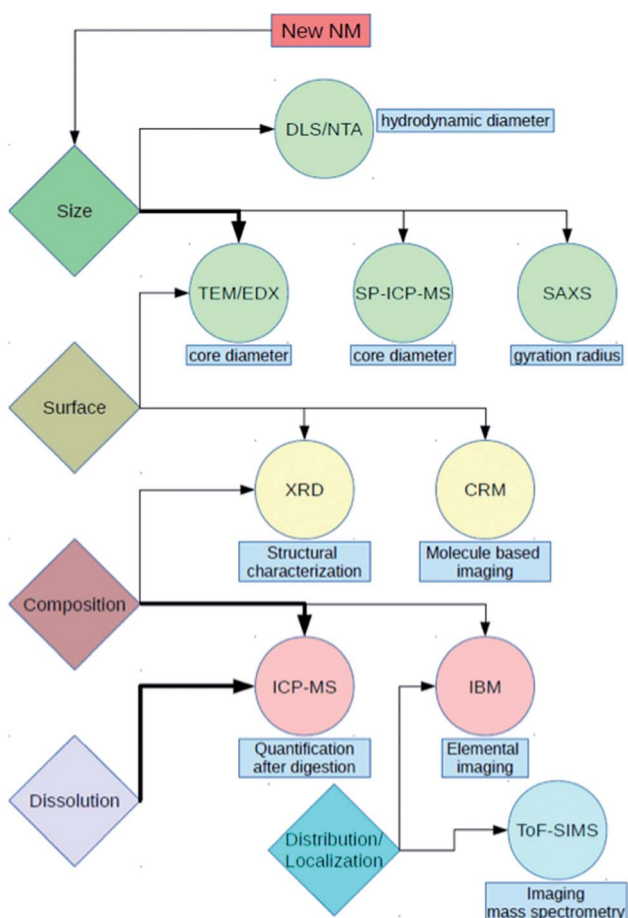 New NM
DLS/NTA
hydrodynamic diameter
Size
TEM/EDX
SP-ICP-MS
SAXS
core diameter
core diameter
gyration radius
Surface
XRD
CRM
Structural
characterization
Molecule based
imaging
Composition
ICP-MS
IBM
Quantification
after digestion
Elemental
imaging
Dissolution
Distribution/
Localization
ToF-SIMS
Imaging
mass spectrometry